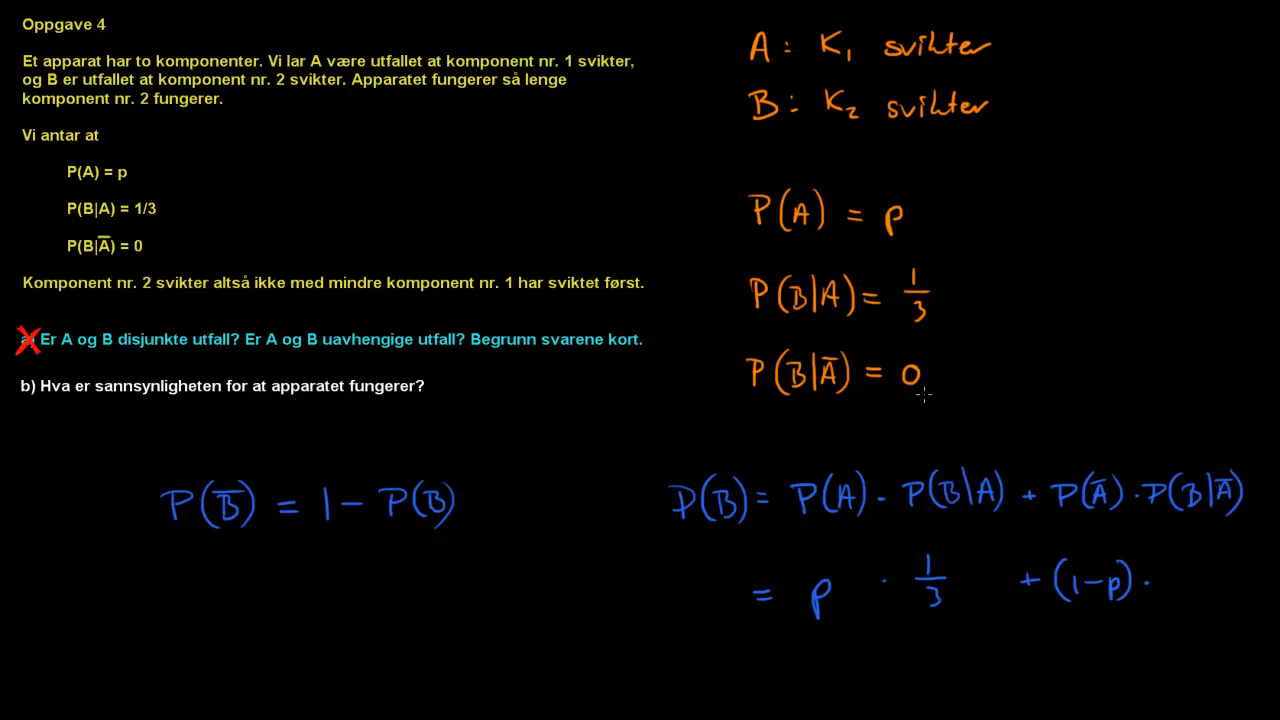 Oppgave 4
Et apparat har to komponenter. Vi lar A være utfallet at komponent nr. 1 svikter,
og B er utfallet at komponent nr. 2 svikter. Apparatet fungerer så lenge
komponent nr. 2 fungerer.
Vi antar at
P(A) = p
P(B|A) = 1/3
P(B|A̅) = 0
Komponent nr. 2 svikter altså ikke med mindre komponent nr. 1 har sviktet først.
a) Er A og B disjunkte utfall? Er A og B uavhengige utfall? Begrunn svarene kort.
b) Hva er sannsynligheten for at apparatet fungerer?
A : K₁ svikter
B : K₂ svikter
P(A) = p
P(B|A) = 1/3
P(B|A̅) = 0
P(B̅) = 1 − P(B)
P(B) = P(A) · P(B|A) + P(A̅) · P(B|A̅)
= p · 1/3 + (1−p) ·